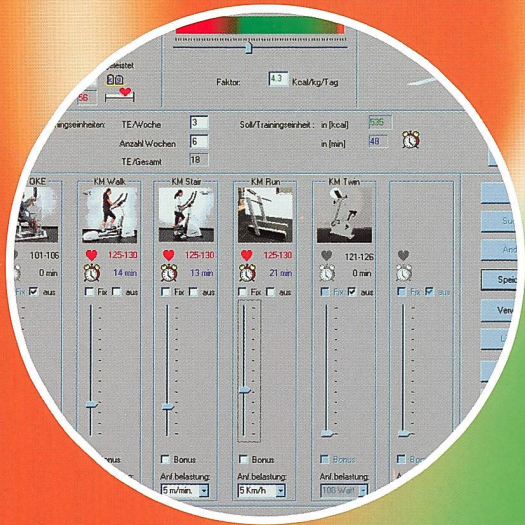 geleistet
Faktor: 4.3 Kcal/kg/Tag
56
TE/Woche 3 Soll/Trainingseinheit: in [kcal] 535
Anzahl Wochen 6 in [min] 48
TE/Gesamt 18
KM Walk KM Stair KM Run KM Twin
101-106 125-130 125-130 125-130 121-126
0 min 14 min 13 min 21 min 0 min
Fix aus Fix aus Fix aus Fix aus Fix aus Fix aus
Speic
Bonus Bonus Bonus Bonus
Anf.belastung: Anf.belastung: Anf.belastung:
5 m/min. 5 Km/h 100 Watt